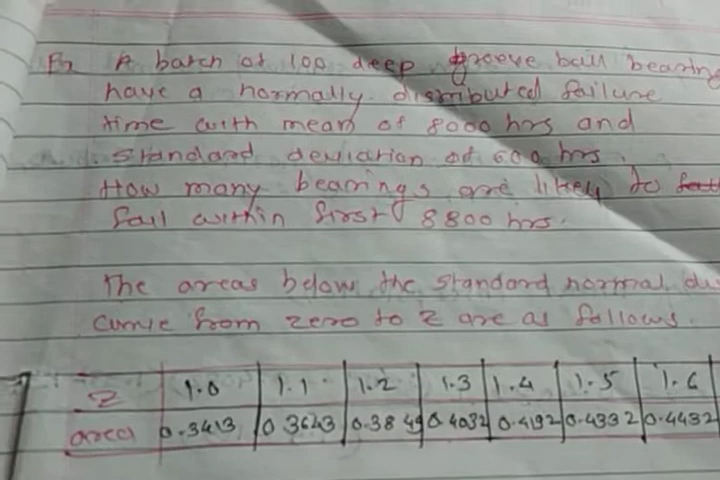 Ex A batch of 100 deep groove ball bearing
have a normally distributed failure
time with mean of 8000 hrs and
standard deviation of 600 hrs.
How many bearings are likely to
fail within first 8800 hrs.
The areas below the standard normal
curve from zero to z are as follows.
z 1.0 1.1 1.2 1.3 1.4 1.5 1.6
area 0.3413 0.3643 0.3849 0.4032 0.4192 0.4332 0.4432